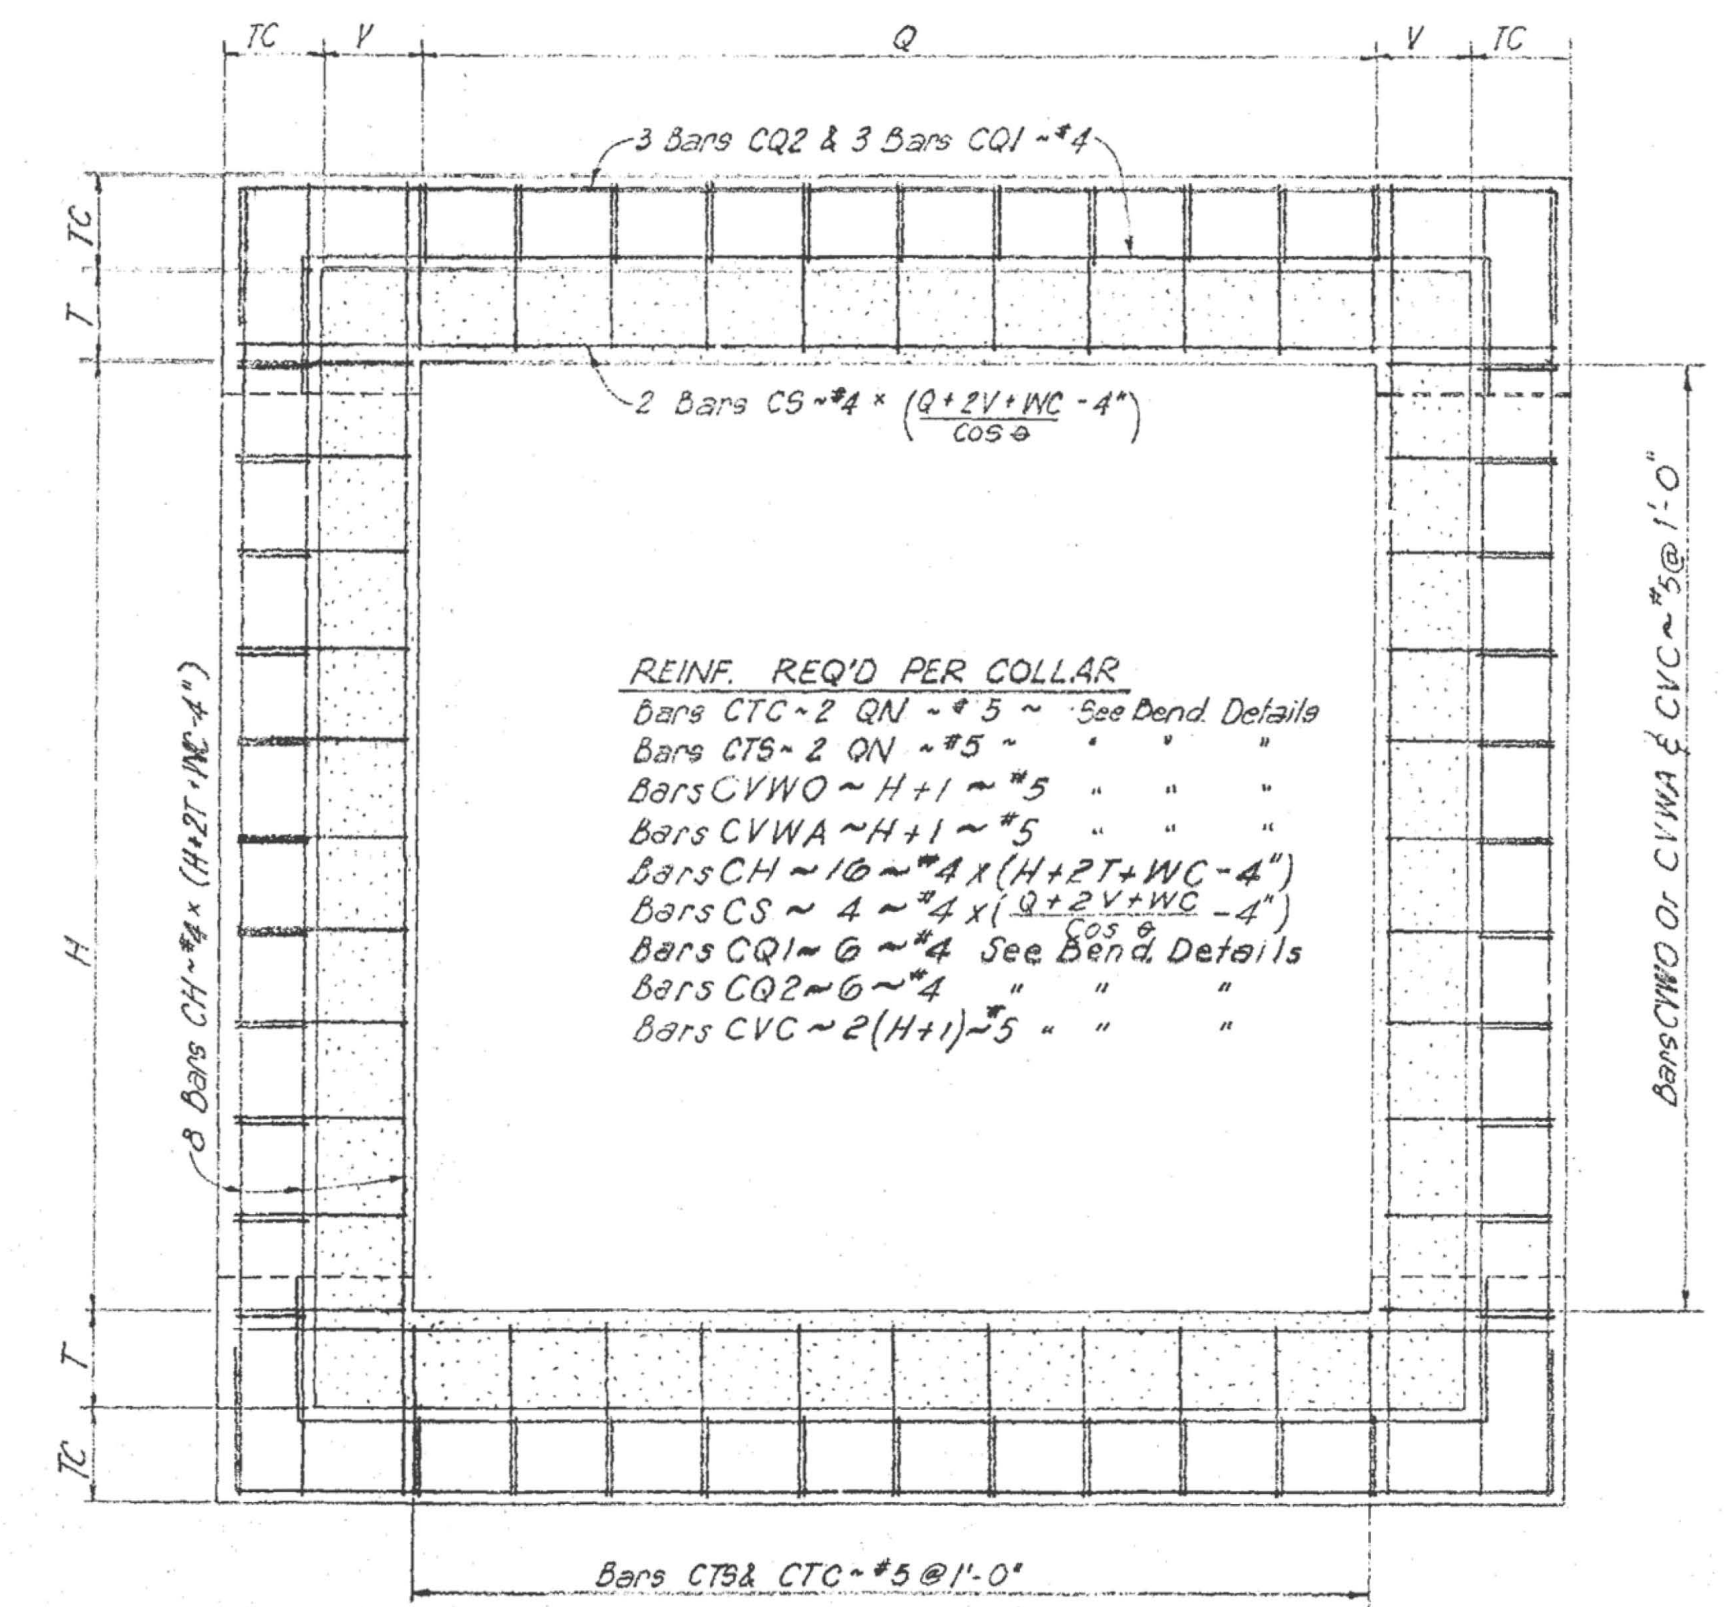 TC V Q V TC
3 Bars CQ2 & 3 Bars CQ1 ~ #4
TC
T
2 Bars CS ~ #4 × (Q + 2V + WC / COS θ - 4")
H
8 Bars CH ~ #4 × (H+2T+WC-4")
Bars CVWO Or CVWA & CVC ~ #5 @ 1'-0"
REINF. REQ'D PER COLLAR
Bars CTC ~ 2 QN ~ #5 ~ See Bend. Details
Bars CTS ~ 2 QN ~ #5 ~ " " "
Bars CVWO ~ H+1 ~ #5 " " "
Bars CVWA ~ H+1 ~ #5 " " "
Bars CH ~ 16 ~ #4 x (H+2T+WC-4")
Bars CS ~ 4 ~ #4 x (Q + 2V + WC / Cos θ - 4")
Bars CQ1 ~ 6 ~ #4 See Bend. Details
Bars CQ2 ~ 6 ~ #4 " " "
Bars CVC ~ 2(H+1) ~ #5 " " "
T
TC
Bars CTS & CTC ~ #5 @ 1'-0"